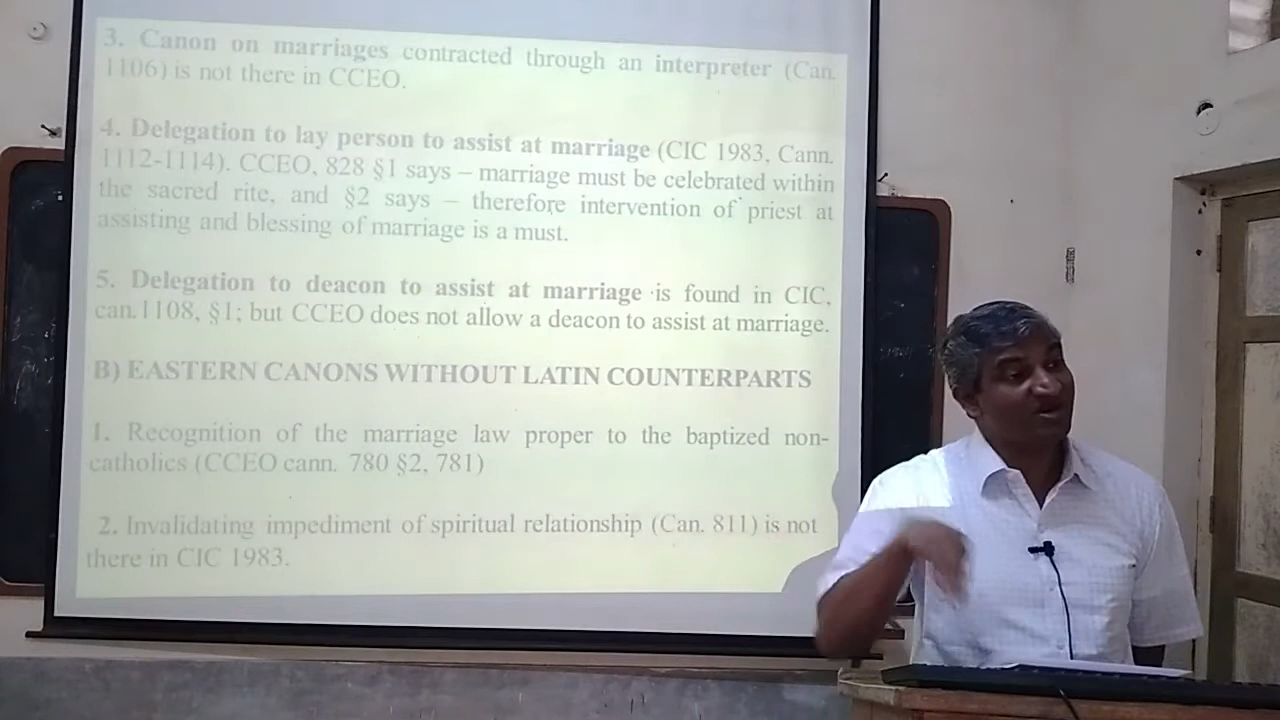 3. Canon on marriages contracted through an interpreter (Can.
1106) is not there in CCEO.
4. Delegation to lay person to assist at marriage (CIC 1983, Cann.
1112-1114). CCEO, 828 §1 says – marriage must be celebrated within
the sacred rite, and §2 says – therefore intervention of priest at
assisting and blessing of marriage is a must.
5. Delegation to deacon to assist at marriage is found in CIC,
can.1108, §1; but CCEO does not allow a deacon to assist at marriage.
B) EASTERN CANONS WITHOUT LATIN COUNTERPARTS
1. Recognition of the marriage law proper to the baptized non-
catholics (CCEO cann. 780 §2, 781)
2. Invalidating impediment of spiritual relationship (Can. 811) is not
there in CIC 1983.